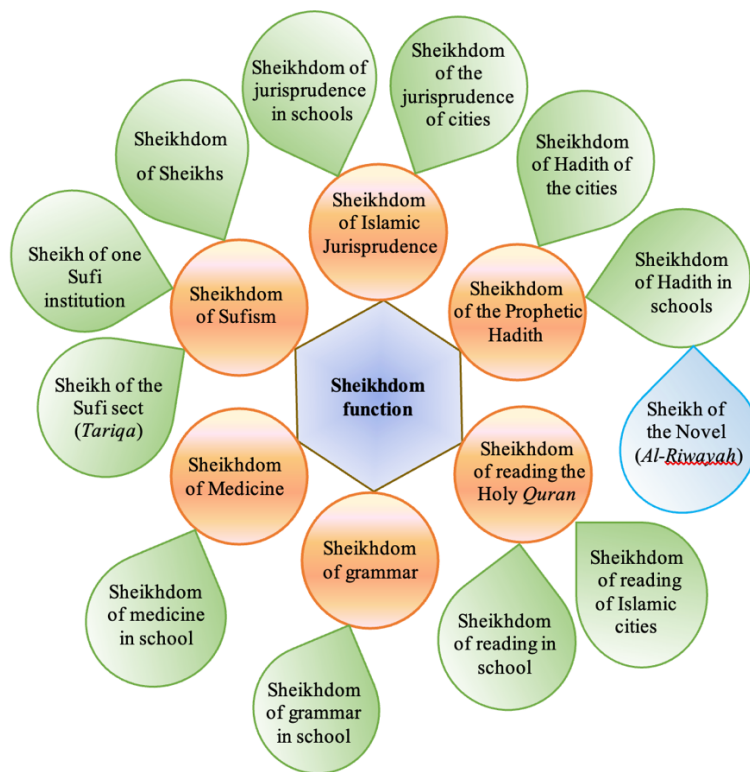 Sheikhdom
of jurisprudence
in schools
Sheikhdom
of the
jurisprudence
of cities
Sheikhdom
of Sheikhs
Sheikhdom
of Hadith of
the cities
Sheikh of one
Sufi
institution
Sheikhdom
of Sufism
Sheikhdom
of Islamic
Jurisprudence
Sheikhdom
of the Prophetic
Hadith
Sheikhdom
of Hadith in
schools
Sheikh of the
Sufi sect
(Tariqa)
Sheikhdom
function
Sheikh of
the Novel
(Al-Riwayah)
Sheikhdom
of Medicine
Sheikhdom
of grammar
Sheikhdom
of reading the
Holy Quran
Sheikhdom
of medicine
in school
Sheikhdom
of grammar
in school
Sheikhdom
of reading in
school
Sheikhdom
of reading
of Islamic
cities